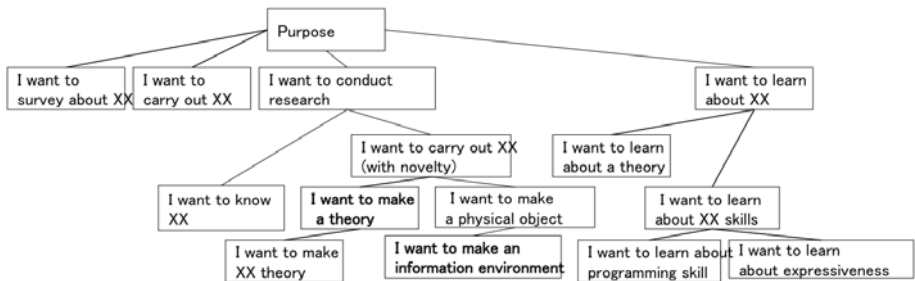 Purpose
I want to
survey about XX
I want to
carry out XX
I want to conduct
research
I want to learn
about XX
I want to carry out XX
(with novelty)
I want to learn
about a theory
I want to know
XX
I want to make
a theory
I want to make
a physical object
I want to learn
about XX skills
I want to make
XX theory
I want to make an
information environment
I want to learn about
programming skill
I want to learn
about expressiveness